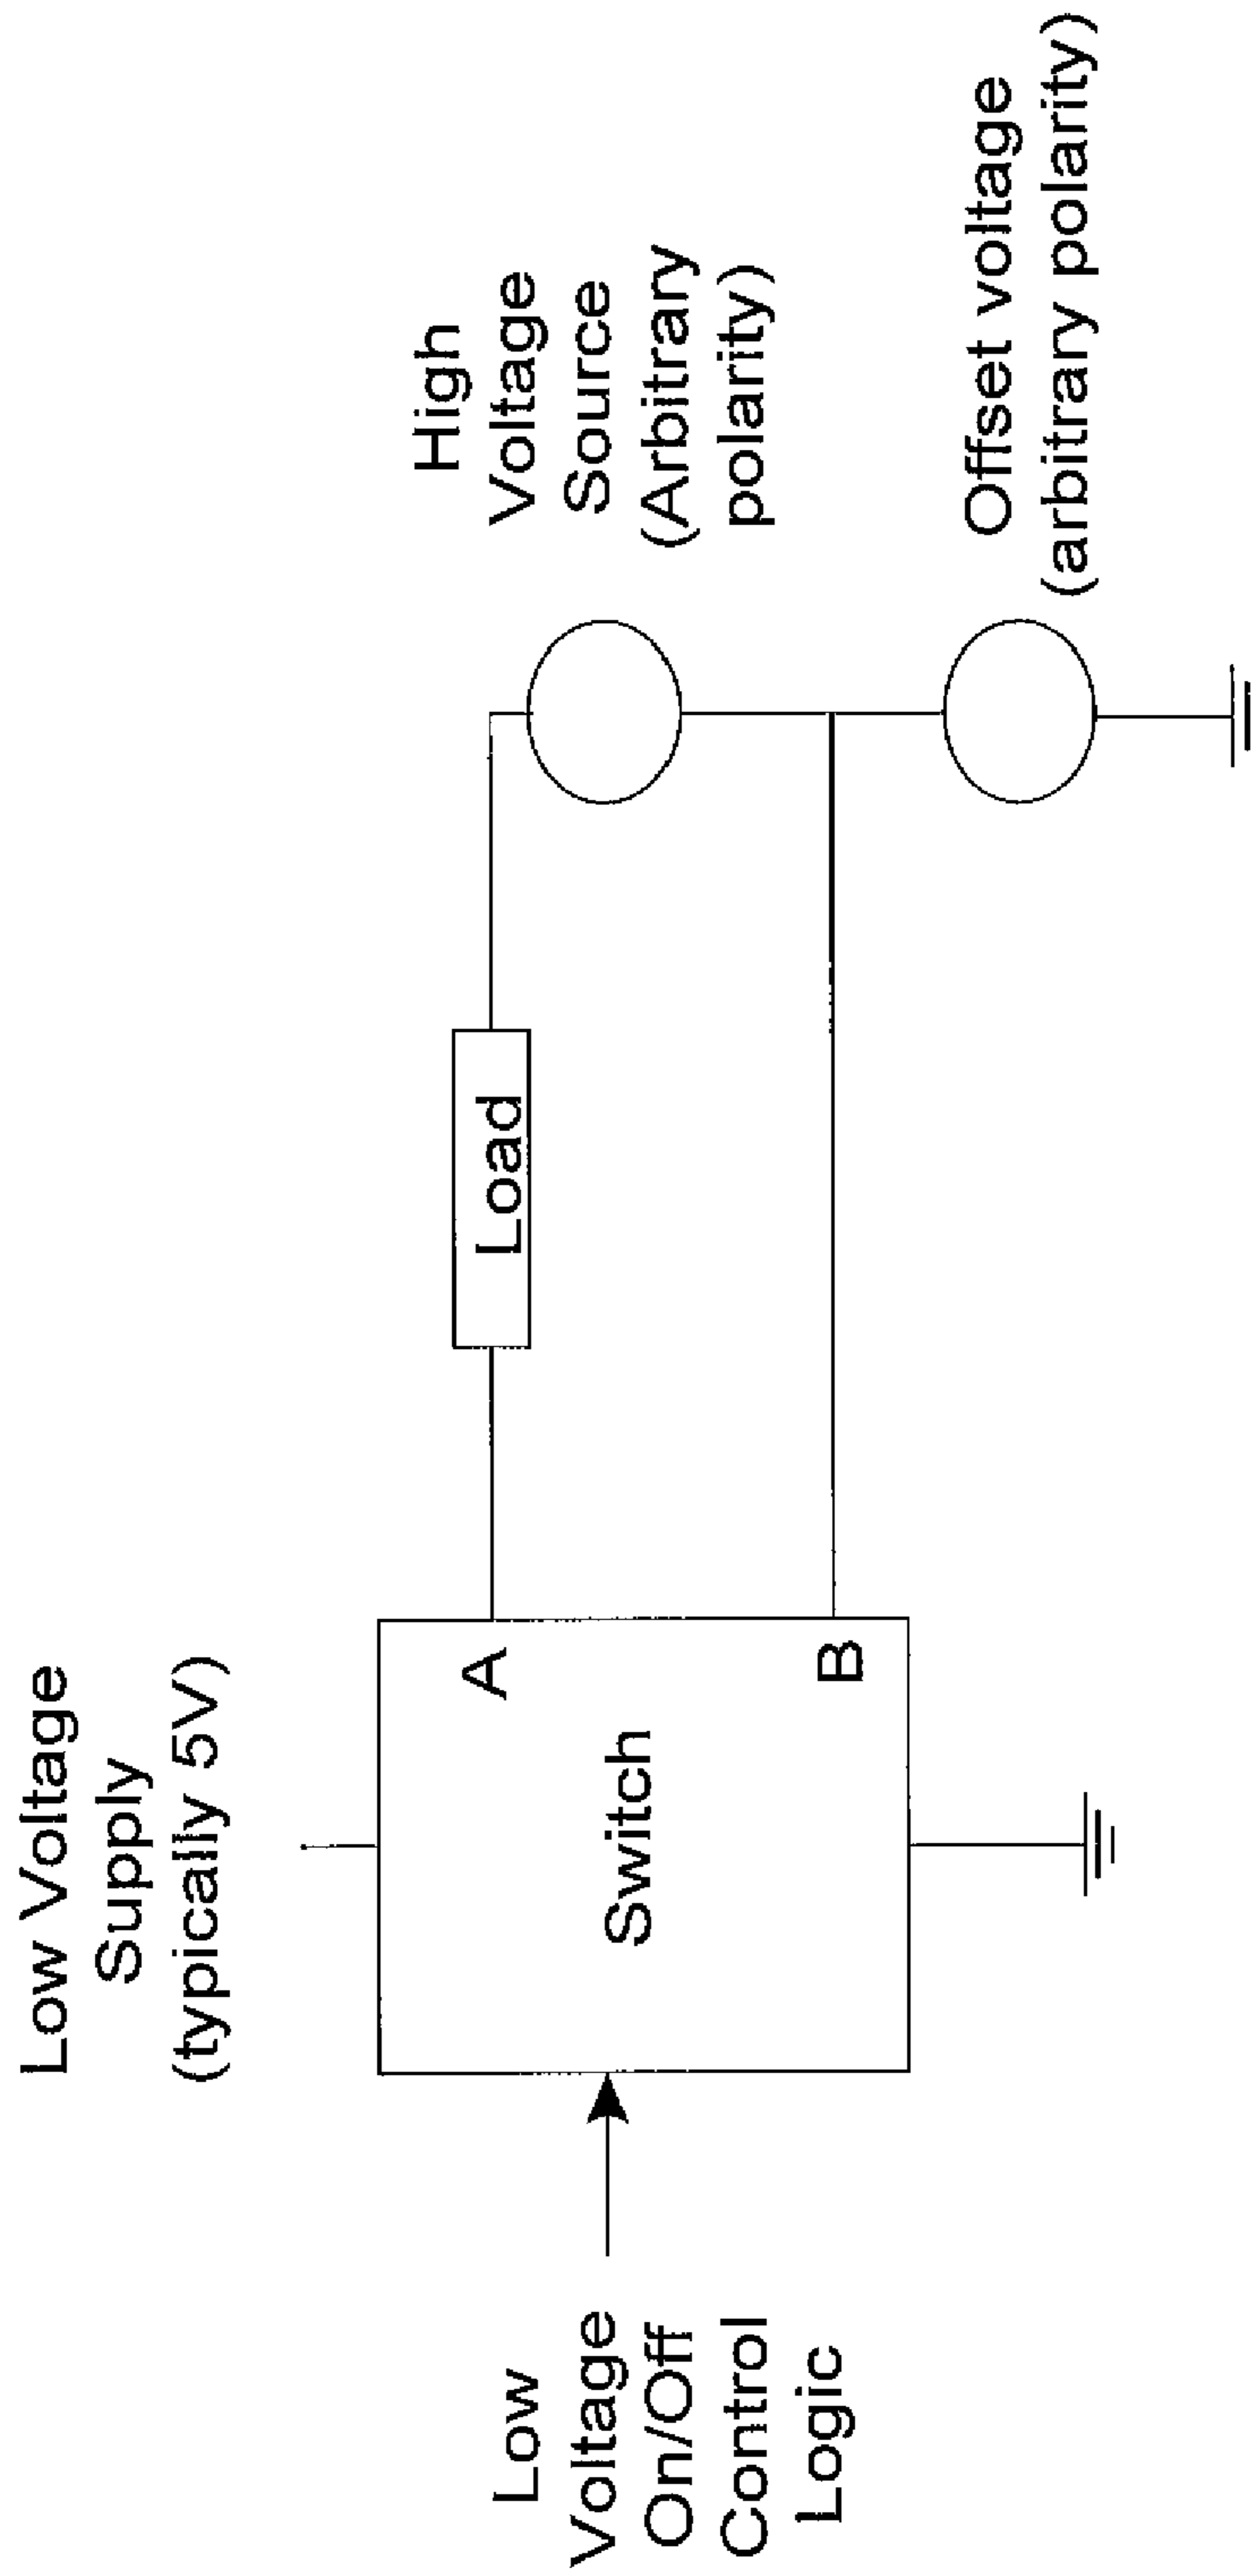 Low Voltage
Supply
(typically 5V)
Low
Voltage
On/Off
Control
Logic
Switch
A
B
Load
High
Voltage
Source
(Arbitrary
polarity)
Offset voltage
(arbitrary polarity)